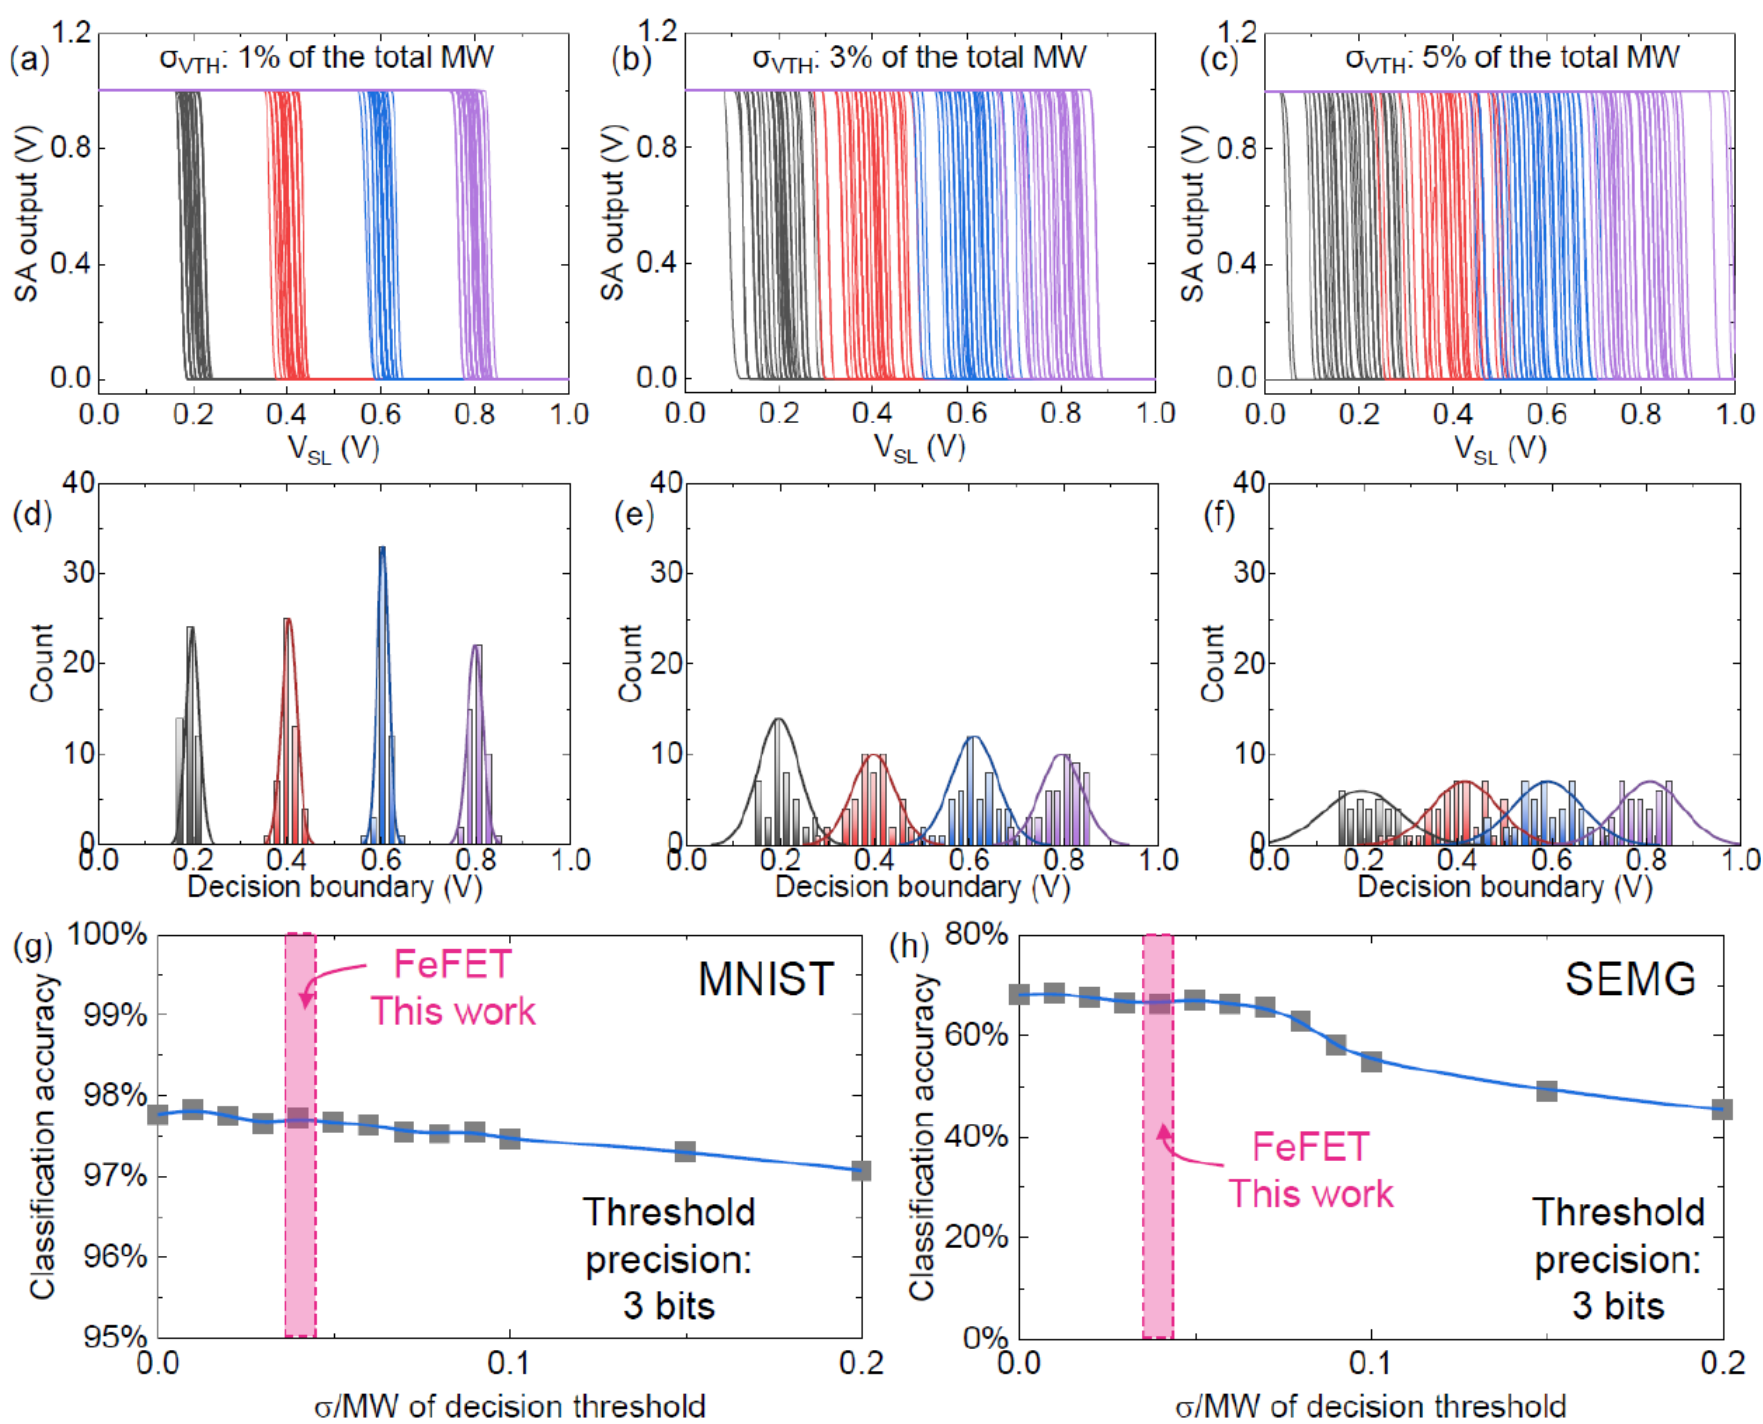 (a)
σVTH: 1% of the total MW
SA output (V)
1.2
0.8
0.4
0.0
0.0 0.2 0.4 0.6 0.8 1.0
VSL (V)
(b)
σVTH: 3% of the total MW
SA output (V)
1.2
0.8
0.4
0.0
0.0 0.2 0.4 0.6 0.8 1.0
VSL (V)
(c)
σVTH: 5% of the total MW
SA output (V)
1.2
0.8
0.4
0.0
0.0 0.2 0.4 0.6 0.8 1.0
VSL (V)
(d)
Count
40
30
20
10
0
0.0 0.2 0.4 0.6 0.8 1.0
Decision boundary (V)
(e)
Count
40
30
20
10
0
0.0 0.2 0.4 0.6 0.8 1.0
Decision boundary (V)
(f)
Count
40
30
20
10
0
0.0 0.2 0.4 0.6 0.8 1.0
Decision boundary (V)
(g)
Classification accuracy
100%
99%
98%
97%
96%
95%
FeFET
This work
MNIST
Threshold
precision:
3 bits
0.0 0.1 0.2
σ/MW of decision threshold
(h)
Classification accuracy
80%
60%
40%
20%
0%
SEMG
FeFET
This work
Threshold
precision:
3 bits
0.0 0.1 0.2
σ/MW of decision threshold